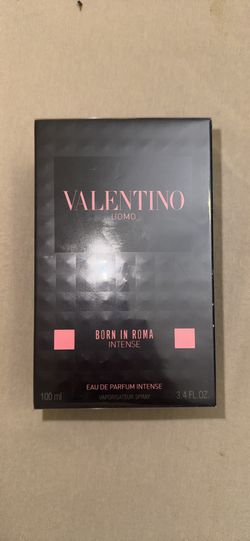 VALENTINO
UOMO
BORN IN ROMA
INTENSE
EAU DE PARFUM INTENSE
100 ml VAPORISATEUR SPRAY 3.4 FL.OZ.